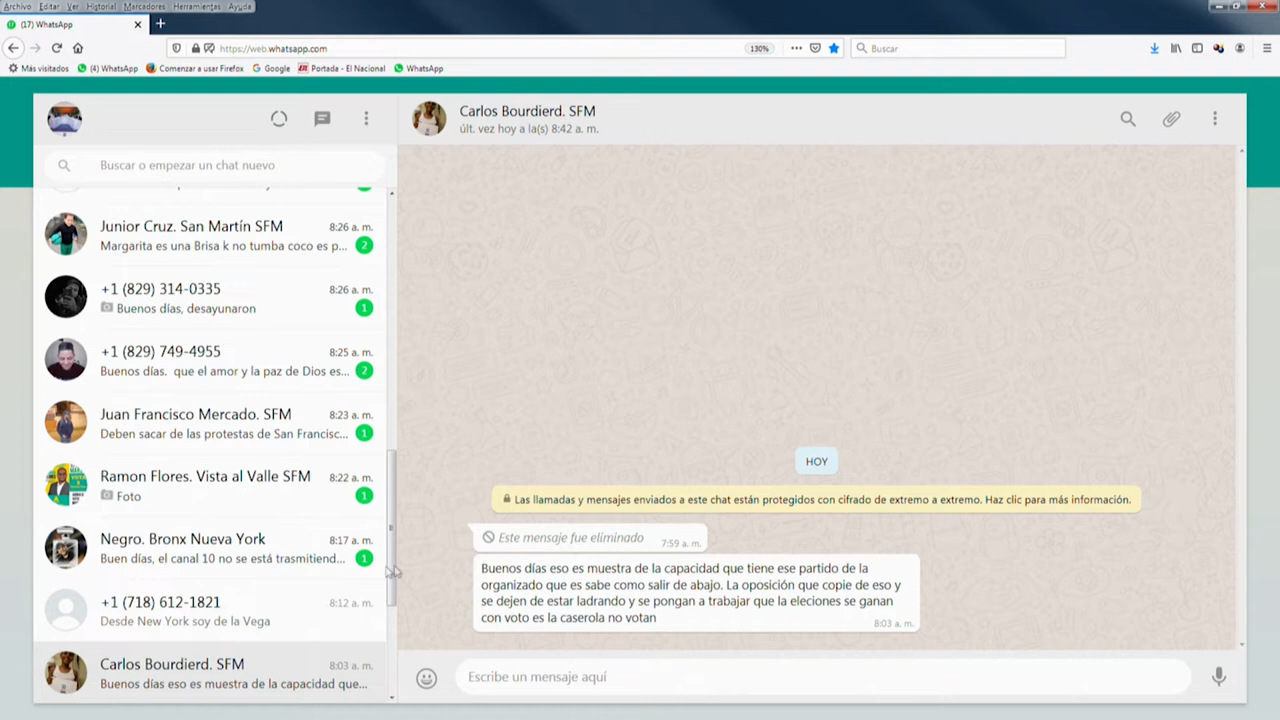 Archivo Editar Ver Historial Marcadores Herramientas Ayuda
(17) WhatsApp
https://web.whatsapp.com
130%
Buscar
Más visitados
(4) WhatsApp
Comenzar a usar Firefox
Google
Portada - El Nacional
WhatsApp
Buscar o empezar un chat nuevo
Junior Cruz. San Martín SFM 8:26 a. m.
Margarita es una Brisa k no tumba coco es p... 2
+1 (829) 314-0335 8:26 a. m.
Buenos días, desayunaron 1
+1 (829) 749-4955 8:25 a. m.
Buenos días. que el amor y la paz de Dios es... 2
Juan Francisco Mercado. SFM 8:23 a. m.
Deben sacar de las protestas de San Francisc... 1
Ramon Flores. Vista al Valle SFM 8:22 a. m.
Foto 1
Negro. Bronx Nueva York 8:17 a. m.
Buen días, el canal 10 no se está trasmitiend... 1
+1 (718) 612-1821 8:12 a. m.
Desde New York soy de la Vega
Carlos Bourdierd. SFM 8:03 a. m.
Buenos días eso es muestra de la capacidad que...
Carlos Bourdierd. SFM
últ. vez hoy a la(s) 8:42 a. m.
HOY
Las llamadas y mensajes enviados a este chat están protegidos con cifrado de extremo a extremo. Haz clic para más información.
Este mensaje fue eliminado 7:59 a. m.
Buenos días eso es muestra de la capacidad que tiene ese partido de la
organizado que es sabe como salir de abajo. La oposición que copie de eso y
se dejen de estar ladrando y se pongan a trabajar que la eleciones se ganan
con voto es la caserola no votan
8:03 a. m.
Escribe un mensaje aquí